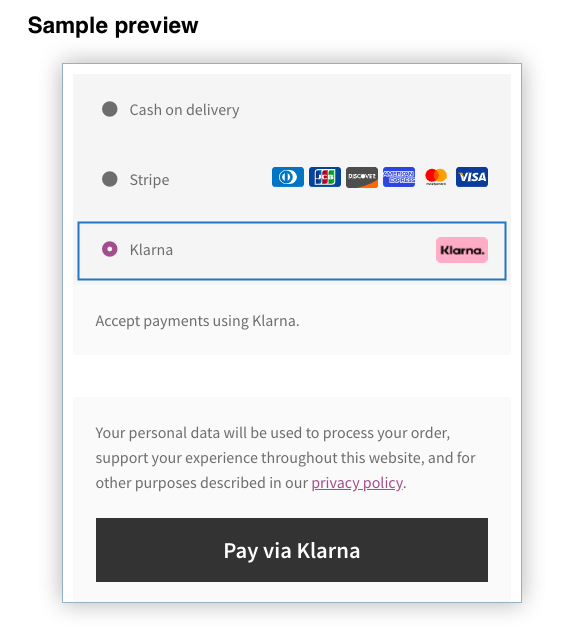 Sample preview
Cash on delivery
Stripe DISCOVER AMERICAN EXPRESS mastercard VISA
Klarna Klarna.
Accept payments using Klarna.
Your personal data will be used to process your order,
support your experience throughout this website, and for
other purposes described in our privacy policy.
Pay via Klarna